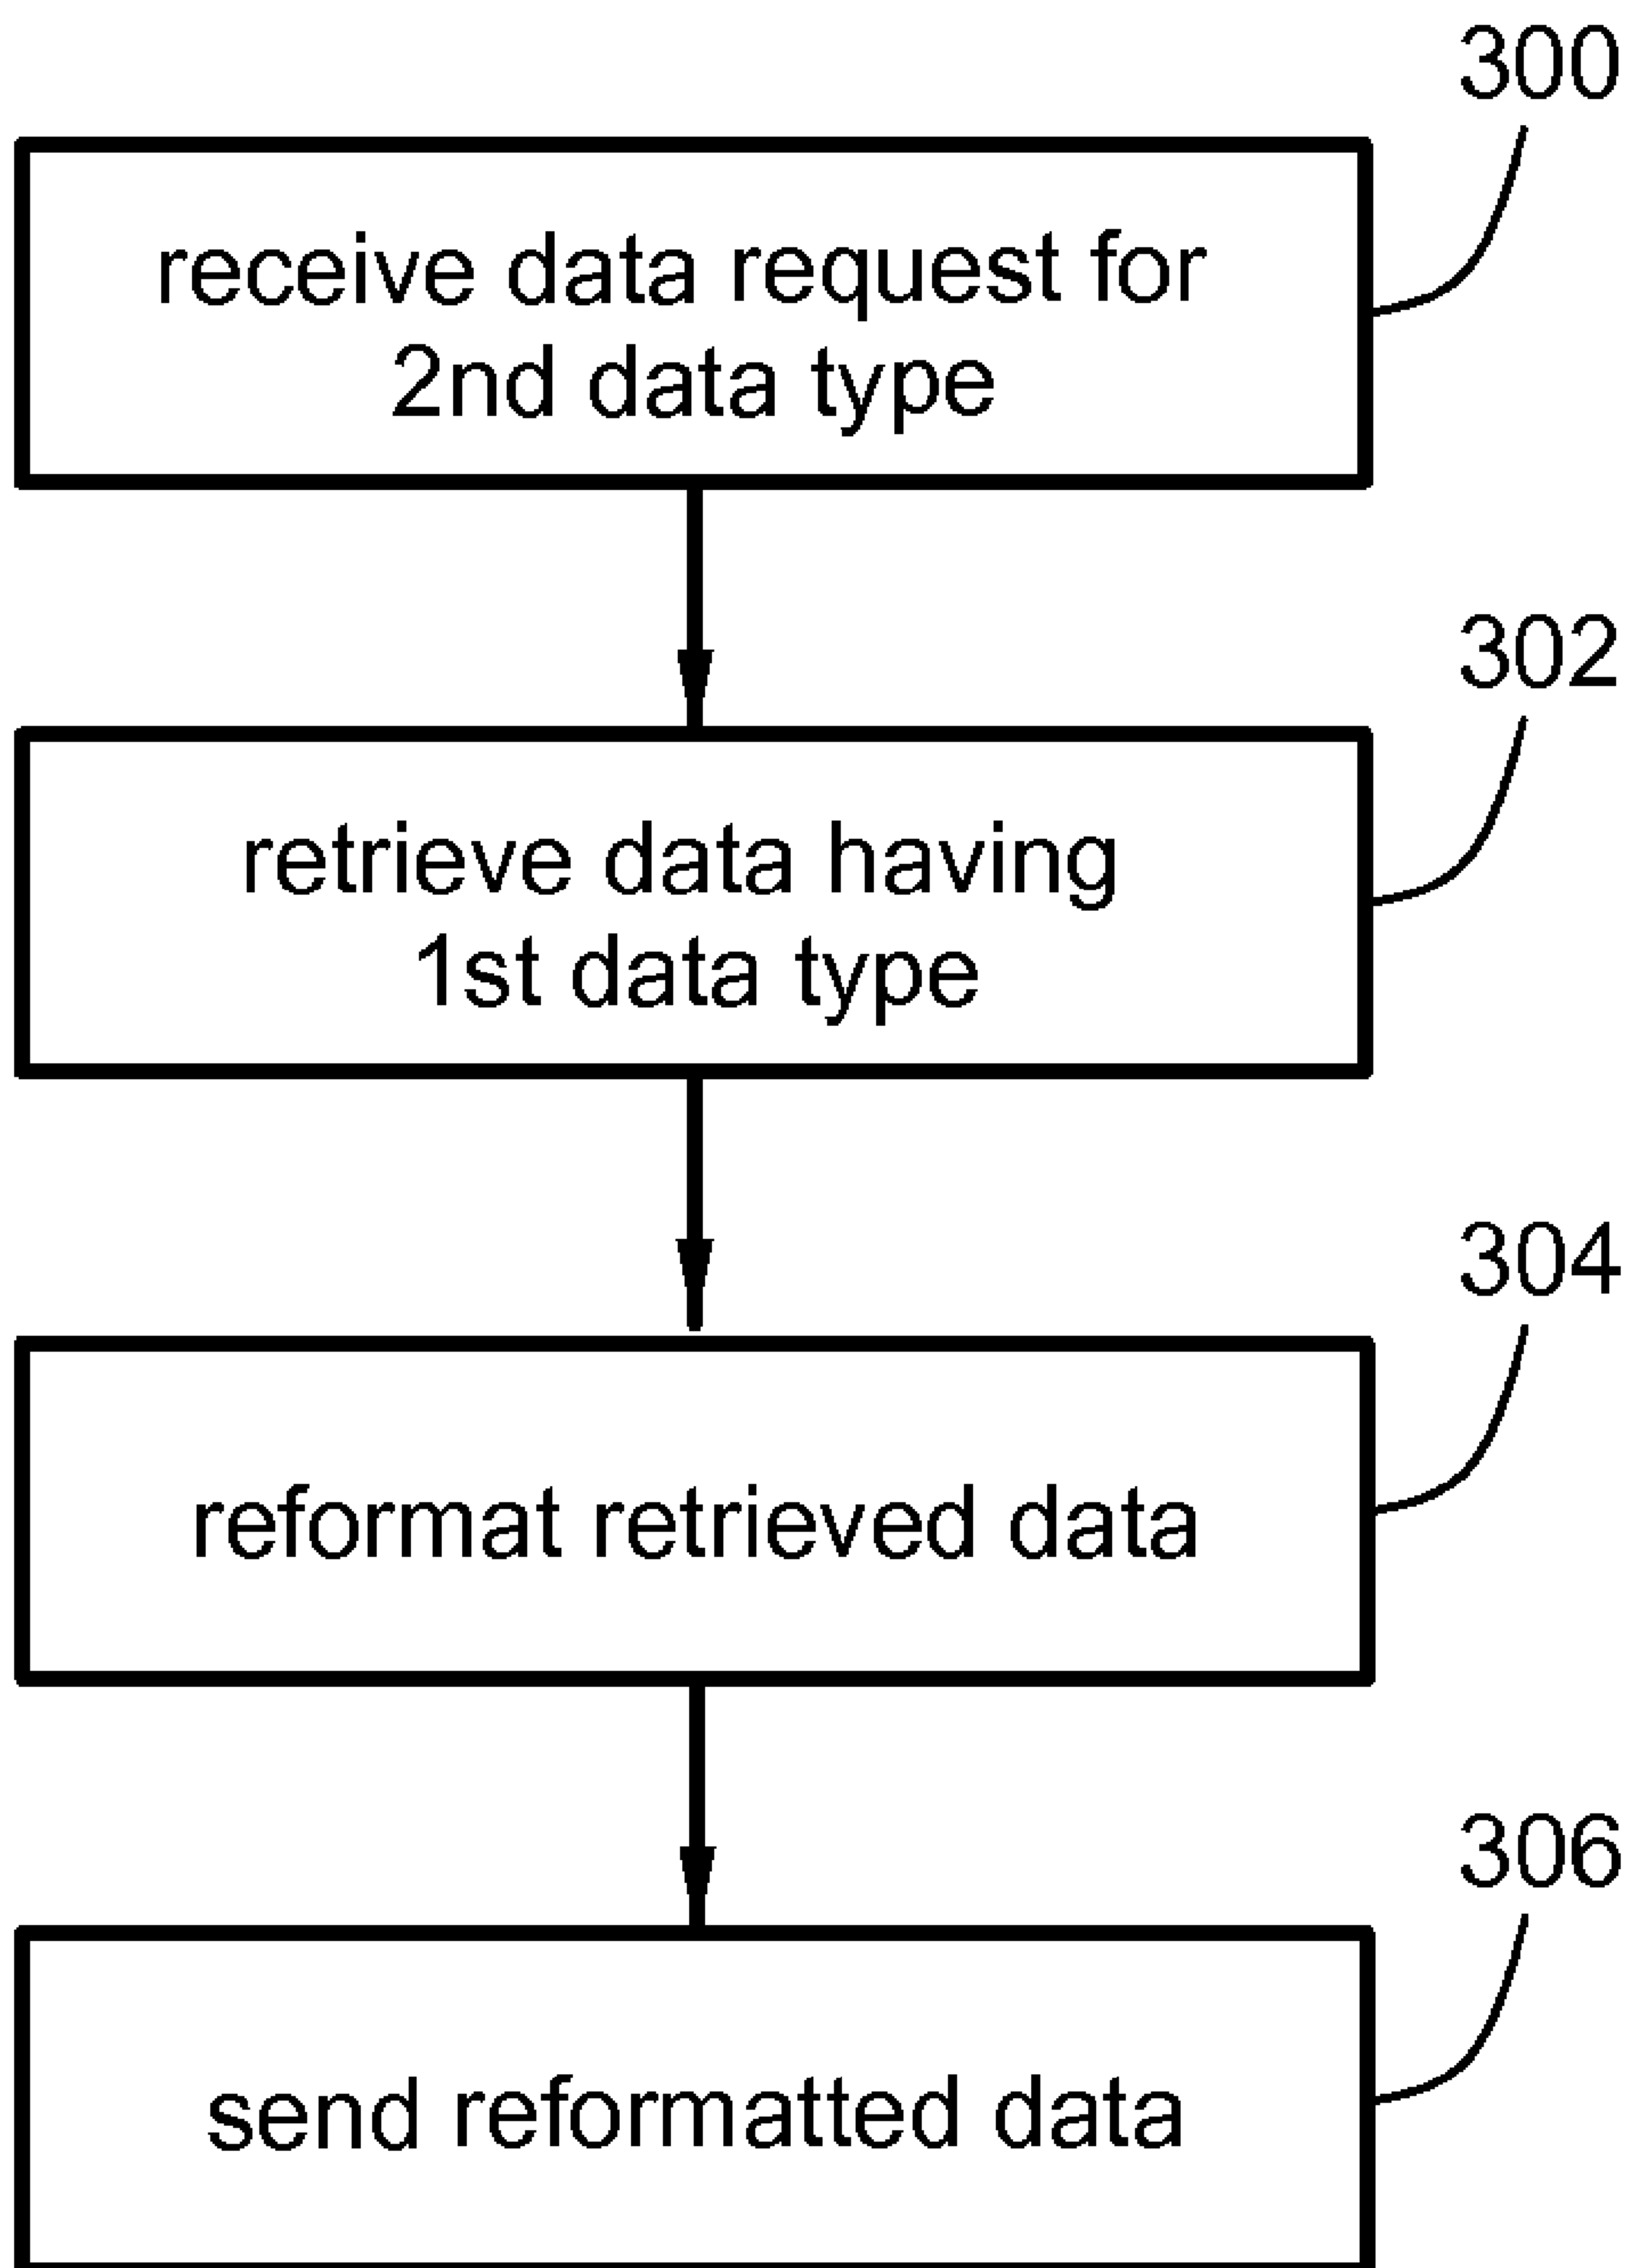 300
receive data request for
2nd data type
302
retrieve data having
1st data type
304
reformat retrieved data
306
send reformatted data